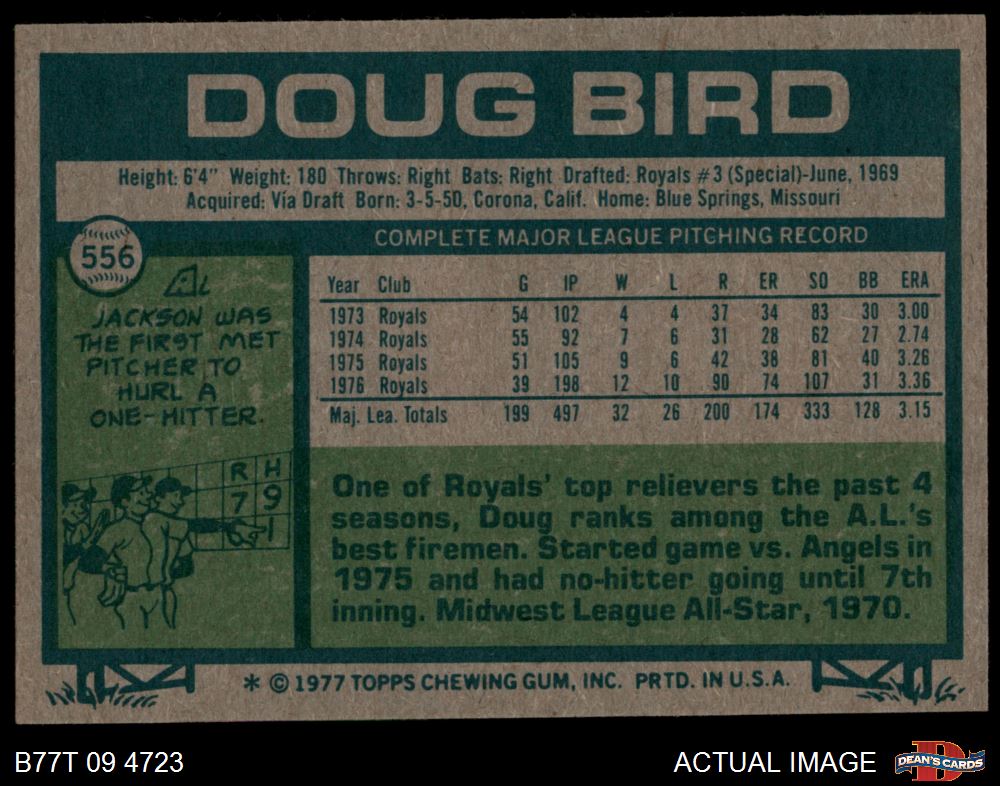 DOUG BIRD
Height: 6'4" Weight: 180 Throws: Right Bats: Right Drafted: Royals #3 (Special)-June, 1969
Acquired: Via Draft Born: 3-5-50, Corona, Calif. Home: Blue Springs, Missouri
556
AL
JACKSON WAS
THE FIRST MET
PITCHER TO
HURL A
ONE-HITTER.
R H
7 9
6 1
COMPLETE MAJOR LEAGUE PITCHING RECORD
Year Club G IP W L R ER SO BB ERA
1973 Royals 54 102 4 4 37 34 83 30 3.00
1974 Royals 55 92 7 6 31 28 62 27 2.74
1975 Royals 51 105 9 6 42 38 81 40 3.26
1976 Royals 39 198 12 10 90 74 107 31 3.36
Maj. Lea. Totals 199 497 32 26 200 174 333 128 3.15
One of Royals' top relievers the past 4
seasons, Doug ranks among the A.L.'s
best firemen. Started game vs. Angels in
1975 and had no-hitter going until 7th
inning. Midwest League All-Star, 1970.
* © 1977 TOPPS CHEWING GUM, INC. PRTD. IN U.S.A.
B77T 09 4723
ACTUAL IMAGE
D
DEAN'S CARDS